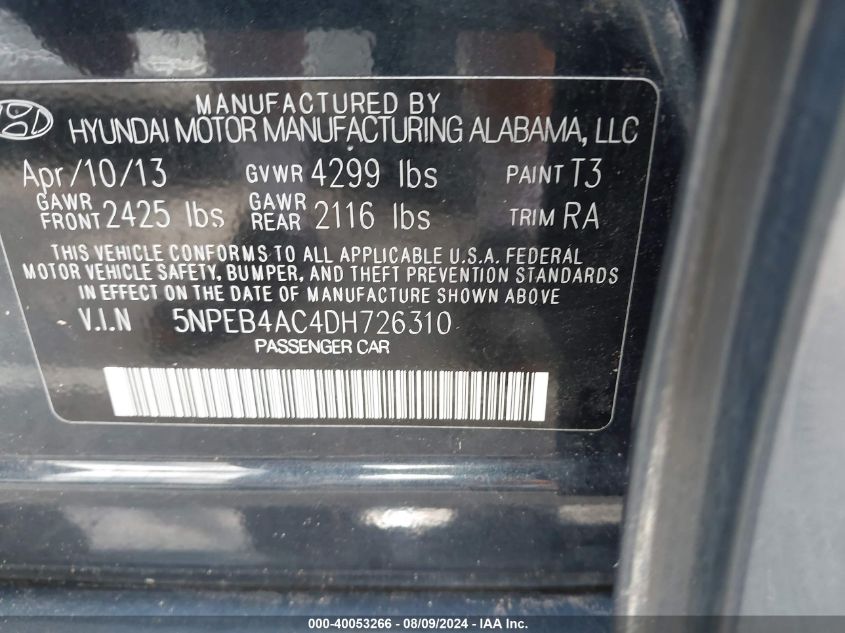 MANUFACTURED BY
HYUNDAI MOTOR MANUFACTURING ALABAMA, LLC
Apr/10/13 GVWR 4299 lbs PAINT T3
GAWR FRONT 2425 lbs GAWR REAR 2116 lbs TRIM RA
THIS VEHICLE CONFORMS TO ALL APPLICABLE U.S.A. FEDERAL
MOTOR VEHICLE SAFETY, BUMPER, AND THEFT PREVENTION STANDARDS
IN EFFECT ON THE DATE OF MANUFACTURE SHOWN ABOVE
V.I.N 5NPEB4AC4DH726310
PASSENGER CAR
000-40053266 - 08/09/2024 - IAA Inc.